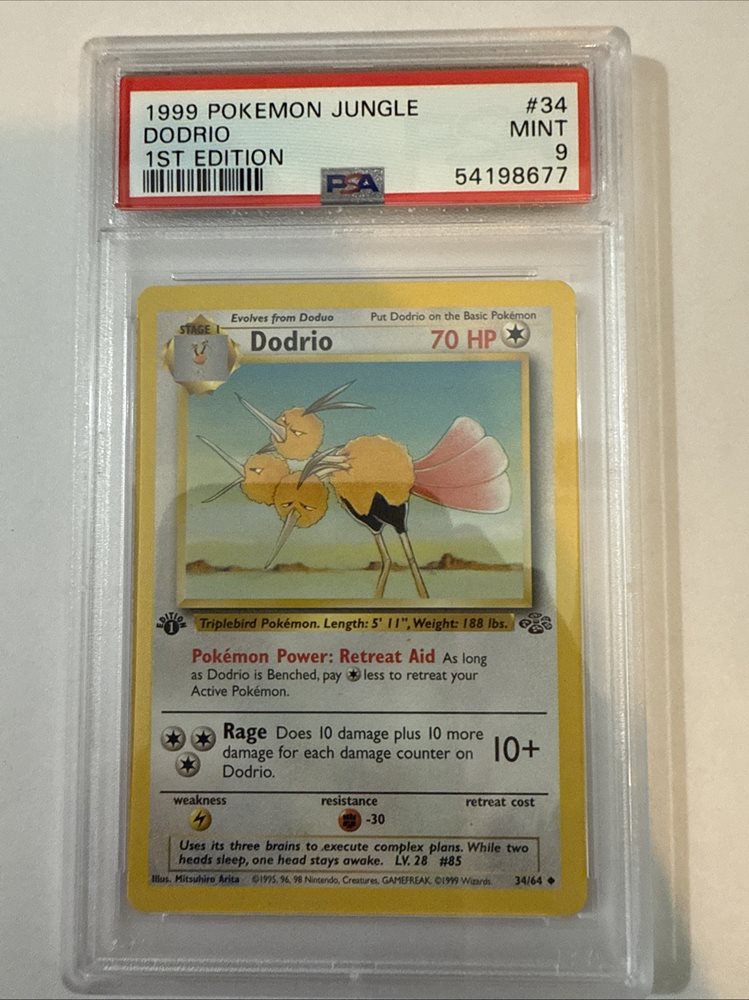 1999 POKEMON JUNGLE #34
DODRIO MINT
1ST EDITION 9
PSA 54198677
Evolves from Doduo Put Dodrio on the Basic Pokémon
STAGE 1
Dodrio 70 HP
EDITION 1
Triplebird Pokémon. Length: 5' 11", Weight: 188 lbs.
Pokémon Power: Retreat Aid As long
as Dodrio is Benched, pay less to retreat your
Active Pokémon.
Rage Does 10 damage plus 10 more
damage for each damage counter on
Dodrio.
10+
weakness resistance retreat cost
-30
Uses its three brains to execute complex plans. While two
heads sleep, one head stays awake. LV. 28 #85
Illus. Mitsuhiro Arita ©1995, 96, 98 Nintendo, Creatures, GAMEFREAK. ©1999 Wizards. 34/64